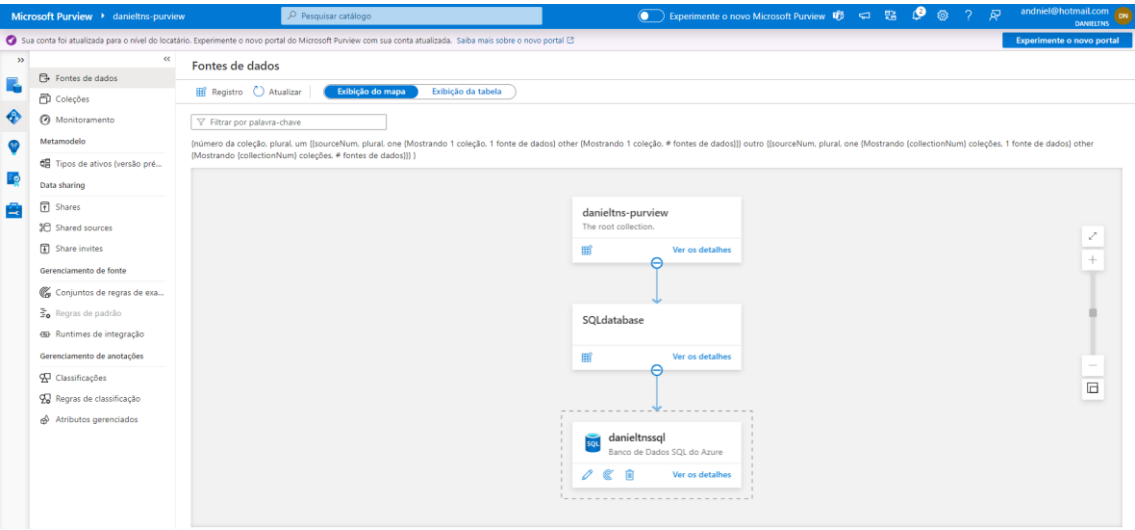 Microsoft Purview › danieltns-purview
Pesquisar catálogo
Experimente o novo Microsoft Purview
2
andniel@hotmail.com
DANIELTNS
DN
Sua conta foi atualizada para o nível do locatário. Experimente o novo portal do Microsoft Purview com sua conta atualizada. Saiba mais sobre o novo portal
Experimente o novo portal
Fontes de dados
Coleções
Monitoramento
Metamodelo
Tipos de ativos (versão pré...
Data sharing
Shares
Shared sources
Share invites
Gerenciamento de fonte
Conjuntos de regras de exa...
Regras de padrão
Runtimes de integração
Gerenciamento de anotações
Classificações
Regras de classificação
Atributos gerenciados
Fontes de dados
Registro
Atualizar
Exibição do mapa
Exibição da tabela
Filtrar por palavra-chave
{número da coleção, plural, um {{sourceNum, plural, one {Mostrando 1 coleção, 1 fonte de dados} other {Mostrando 1 coleção, # fontes de dados}}} outro {{sourceNum, plural, one {Mostrando {collectionNum} coleções, 1 fonte de dados} other
{Mostrando {collectionNum} coleções, # fontes de dados}}} }
danieltns-purview
The root collection.
Ver os detalhes
SQLdatabase
Ver os detalhes
SQL
danieltnssql
Banco de Dados SQL do Azure
Ver os detalhes